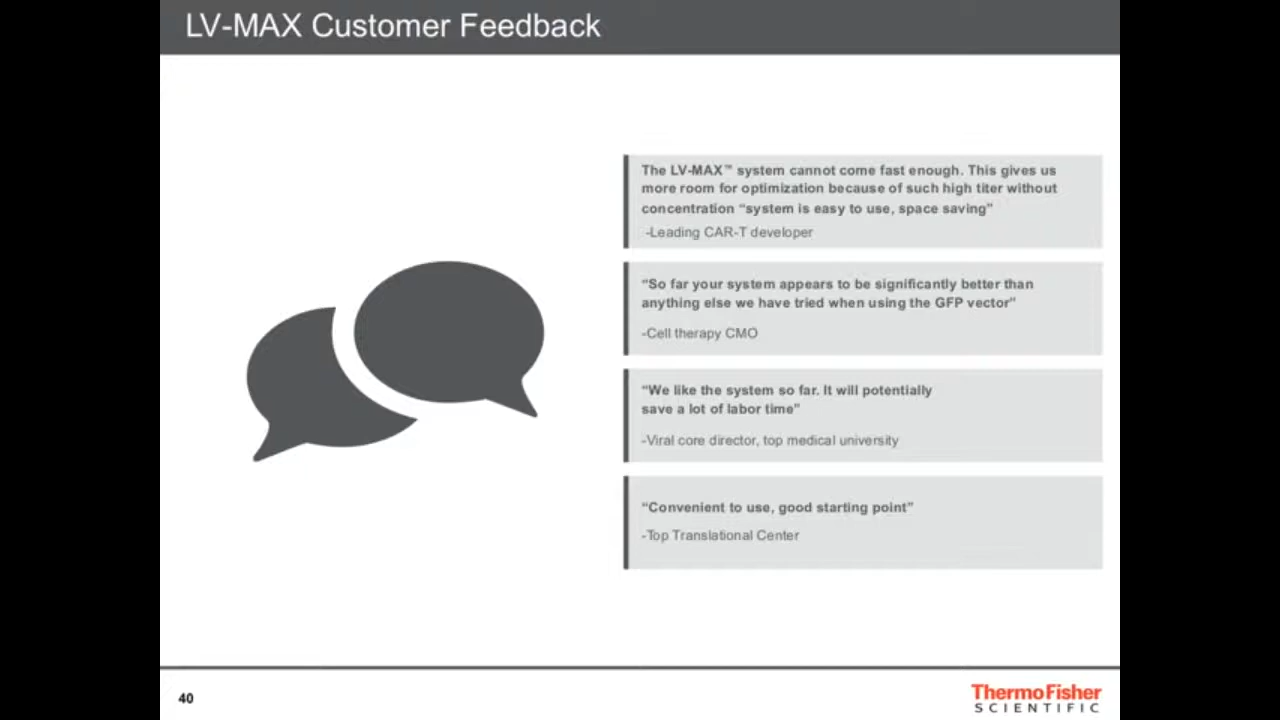 LV-MAX Customer Feedback
The LV-MAX™ system cannot come fast enough. This gives us
more room for optimization because of such high titer without
concentration “system is easy to use, space saving”
-Leading CAR-T developer
“So far your system appears to be significantly better than
anything else we have tried when using the GFP vector”
-Cell therapy CMO
“We like the system so far. It will potentially
save a lot of labor time”
-Viral core director, top medical university
“Convenient to use, good starting point”
-Top Translational Center
40
ThermoFisher
SCIENTIFIC